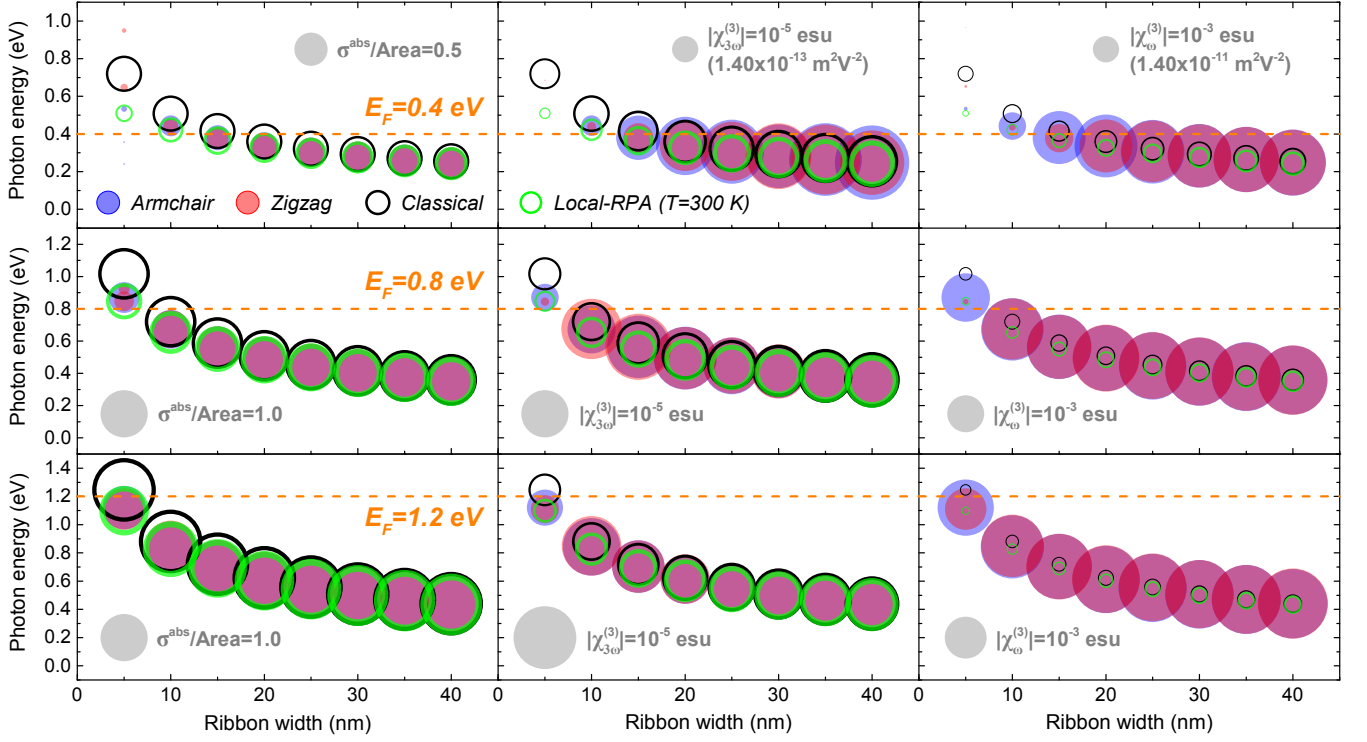 Photon energy (eV)
1.4
1.2
1.0
0.8
0.6
0.4
0.2
0.0
σ^abs/Area=0.5
E_F=0.4 eV
Armchair
Zigzag
Classical
|χ^(3)_3ω|=10^-5 esu
(1.40x10^-13 m^2V^-2)
Local-RPA (T=300 K)
|χ^(3)_ω|=10^-3 esu
(1.40x10^-11 m^2V^-2)
Photon energy (eV)
1.2
1.0
0.8
0.6
0.4
0.2
0.0
E_F=0.8 eV
σ^abs/Area=1.0
|χ^(3)_3ω|=10^-5 esu
|χ^(3)_ω|=10^-3 esu
Photon energy (eV)
1.4
1.2
1.0
0.8
0.6
0.4
0.2
0.0
E_F=1.2 eV
σ^abs/Area=1.0
|χ^(3)_3ω|=10^-5 esu
|χ^(3)_ω|=10^-3 esu
0 10 20 30 40
10 20 30 40
10 20 30 40
Ribbon width (nm)
Ribbon width (nm)
Ribbon width (nm)